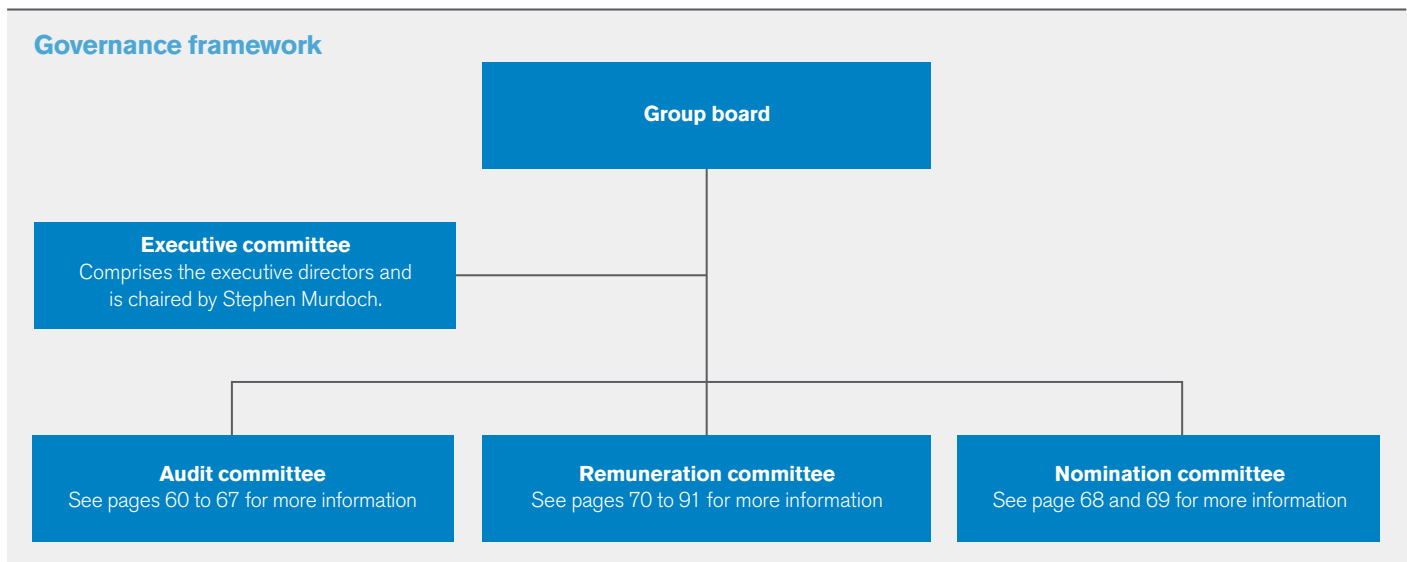 Governance framework
Group board
Executive committee
Comprises the executive directors and
is chaired by Stephen Murdoch.
Audit committee
See pages 60 to 67 for more information
Remuneration committee
See pages 70 to 91 for more information
Nomination committee
See page 68 and 69 for more information